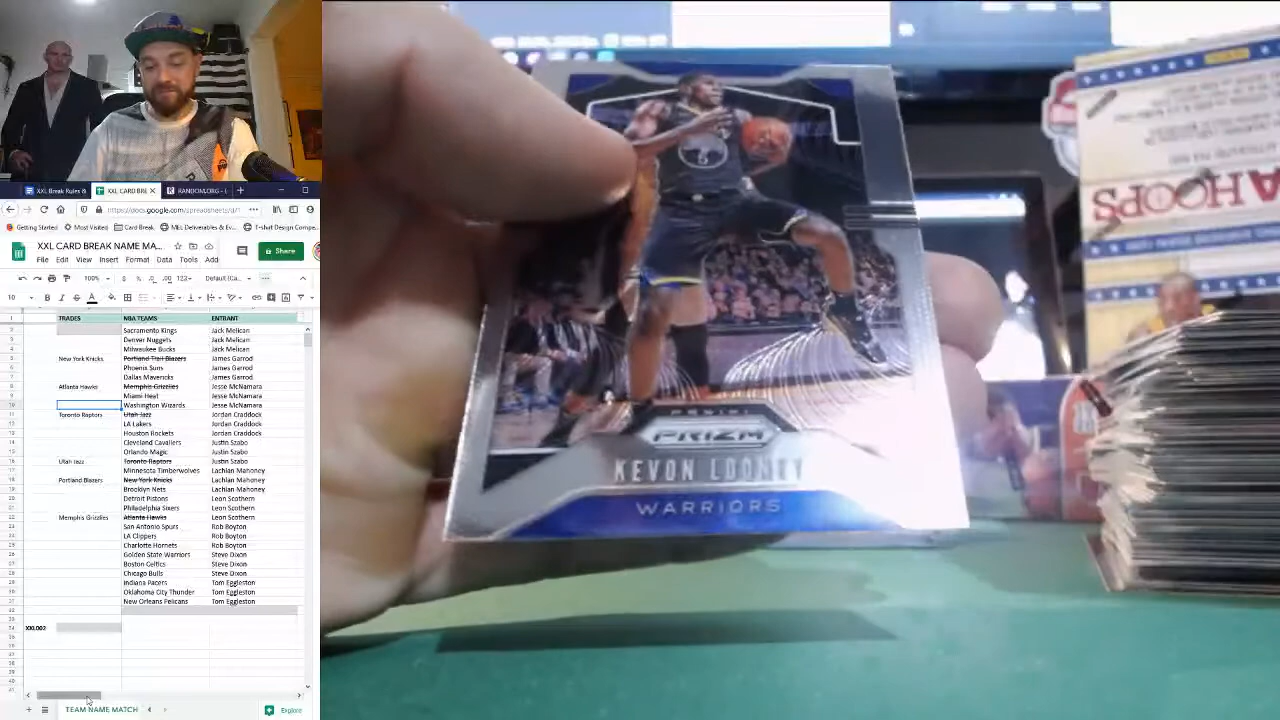 XXL Break Rules &
XXL CARD BRE
RANDOM.ORG - I
https://docs.google.com/spreadsheets/d/1
Getting Started
Most Visited
Card Break
MEL Deliverables & Ev
T-shirt Design Compe
XXL CARD BREAK NAME MA...
File Edit View Insert Format Data Tools Add
Share
100%
123
Default (Ca...
10
B I S A
TRADES NBA TEAMS ENTRANT
Sacramento Kings Jack Melican
Denver Nuggets Jack Melican
Milwaukee Bucks Jack Melican
New York Knicks Portland Trail Blazers James Garrod
Phoenix Suns James Garrod
Dallas Mavericks James Garrod
Atlanta Hawks Memphis Grizzlies Jesse McNamara
Miami Heat Jesse McNamara
Washington Wizards Jesse McNamara
Toronto Raptors Utah Jazz Jordan Craddock
LA Lakers Jordan Craddock
Houston Rockets Jordan Craddock
Cleveland Cavaliers Justin Szabo
Orlando Magic Justin Szabo
Utah Jazz Toronto Raptors Justin Szabo
Minnesota Timberwolves Lachlan Mahoney
Portland Blazers New York Knicks Lachlan Mahoney
Brooklyn Nets Lachlan Mahoney
Detroit Pistons Leon Scothern
Philadelphia Sixers Leon Scothern
Memphis Grizzlies Atlanta Hawks Leon Scothern
San Antonio Spurs Rob Boyton
LA Clippers Rob Boyton
Charlotte Hornets Rob Boyton
Golden State Warriors Steve Dixon
Boston Celtics Steve Dixon
Chicago Bulls Steve Dixon
Indiana Pacers Tom Eggleston
Oklahoma City Thunder Tom Eggleston
New Orleans Pelicans Tom Eggleston
XXL002
TEAM NAME MATCH
Explore
PANINI
PRIZM
KEVON LOONEY
WARRIORS
HOOPS